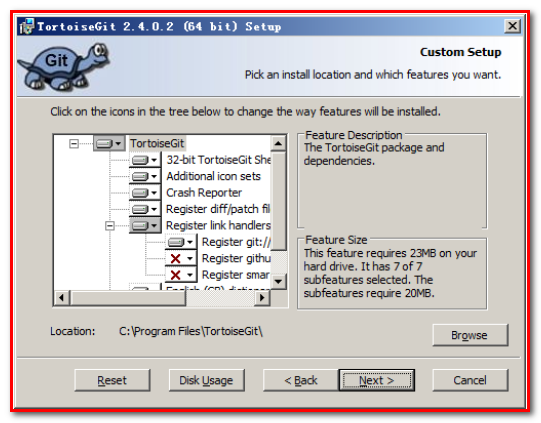 TortoiseGit 2.4.0.2 (64 bit) Setup
Git
Custom Setup
Pick an install location and which features you want.
Click on the icons in the tree below to change the way features will be installed.
TortoiseGit
32-bit TortoiseGit She
Additional icon sets
Crash Reporter
Register diff/patch fil
Register link handlers
Register git://
Register githu
Register smar
English (GB) diction
Feature Description
The TortoiseGit package and
dependencies.
Feature Size
This feature requires 23MB on your
hard drive. It has 7 of 7
subfeatures selected. The
subfeatures require 20MB.
Location: C:\Program Files\TortoiseGit\
Browse
Reset
Disk Usage
< Back
Next >
Cancel